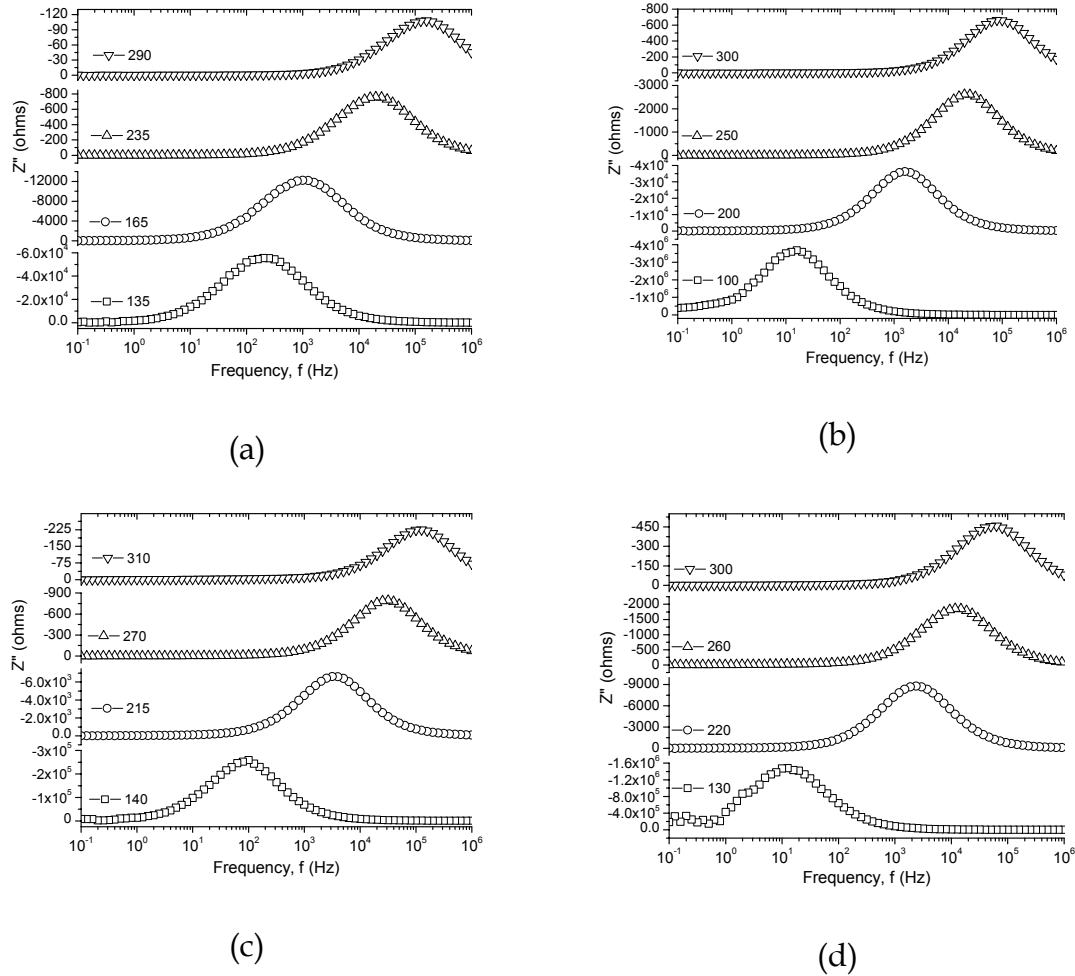 -120
-90
-60
-30
0
290
-800
-600
-400
-200
0
235
-12000
-8000
-4000
0
165
-6.0x10⁴
-4.0x10⁴
-2.0x10⁴
0.0
135
Z" (ohms)
10⁻¹ 10⁰ 10¹ 10² 10³ 10⁴ 10⁵ 10⁶
Frequency, f (Hz)
(a)
-800
-600
-400
-200
0
300
-3000
-2000
-1000
0
250
-4x10⁴
-3x10⁴
-2x10⁴
-1x10⁴
0
200
-4x10⁶
-3x10⁶
-2x10⁶
-1x10⁶
0
100
Z" (ohms)
10⁻¹ 10⁰ 10¹ 10² 10³ 10⁴ 10⁵ 10⁶
Frequency, f (Hz)
(b)
-225
-150
-75
0
310
-900
-600
-300
0
270
-6.0x10³
-4.0x10³
-2.0x10³
0.0
215
-3x10⁵
-2x10⁵
-1x10⁵
0
140
Z" (ohms)
10⁻¹ 10⁰ 10¹ 10² 10³ 10⁴ 10⁵ 10⁶
Frequency, f (Hz)
(c)
-450
-300
-150
0
300
-2000
-1500
-1000
-500
0
260
-9000
-6000
-3000
0
220
-1.6x10⁶
-1.2x10⁶
-8.0x10⁵
-4.0x10⁵
0.0
130
Z" (ohms)
10⁻¹ 10⁰ 10¹ 10² 10³ 10⁴ 10⁵ 10⁶
Frequency, f (Hz)
(d)